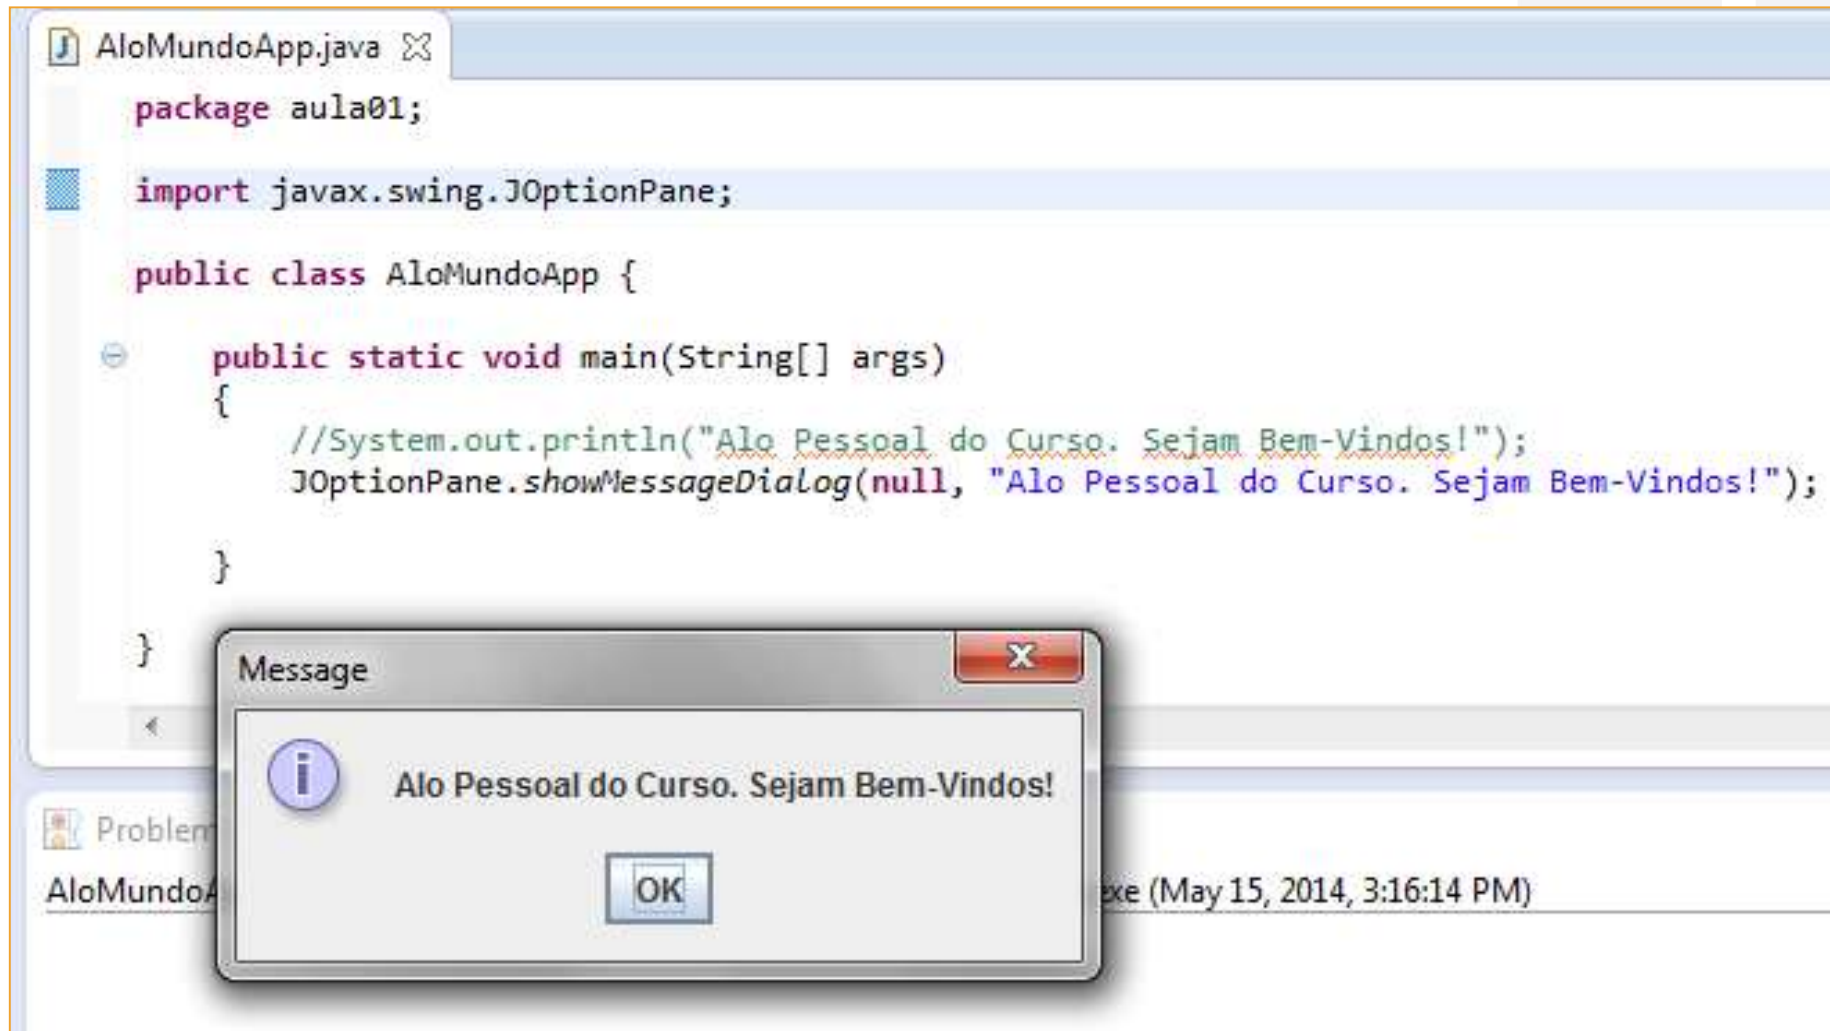 AloMundoApp.java
package aula01;
import javax.swing.JOptionPane;
public class AloMundoApp {
public static void main(String[] args)
{
//System.out.println("Alo Pessoal do Curso. Sejam Bem-Vindos!");
JOptionPane.showMessageDialog(null, "Alo Pessoal do Curso. Sejam Bem-Vindos!");
}
}
Message
Alo Pessoal do Curso. Sejam Bem-Vindos!
OK
(May 15, 2014, 3:16:14 PM)